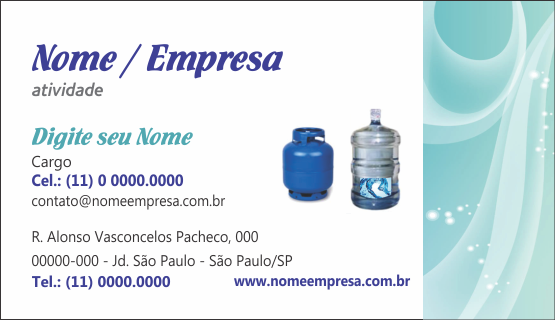 Nome / Empresa
atividade
Digite seu Nome
Cargo
Cel.: (11) 0 0000.0000
contato@nomeempresa.com.br
R. Alonso Vasconcelos Pacheco, 000
00000-000 - Jd. São Paulo - São Paulo/SP
Tel.: (11) 0000.0000 www.nomeempresa.com.br